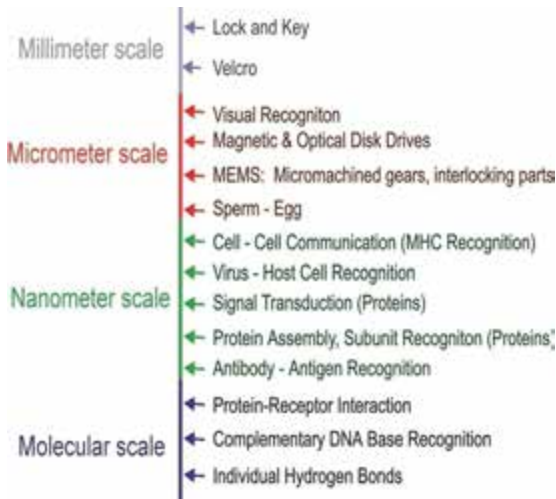 Millimeter scale
Lock and Key
Velcro
Micrometer scale
Visual Recogniton
Magnetic & Optical Disk Drives
MEMS: Micromachined gears, interlocking parts
Sperm - Egg
Nanometer scale
Cell - Cell Communication (MHC Recognition)
Virus - Host Cell Recognition
Signal Transduction (Proteins)
Protein Assembly, Subunit Recogniton (Proteins)
Antibody - Antigen Recognition
Molecular scale
Protein-Receptor Interaction
Complementary DNA Base Recognition
Individual Hydrogen Bonds